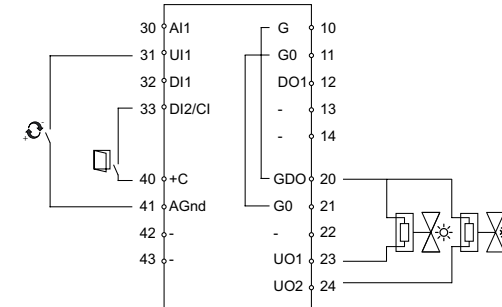 30 AI1 G 10
31 UI1 G0 11
32 DI1 DO1 12
33 DI2/CI - 13
- 14
40 +C GDO 20
41 AGnd G0 21
42 - - 22
43 - UO1 23
UO2 24